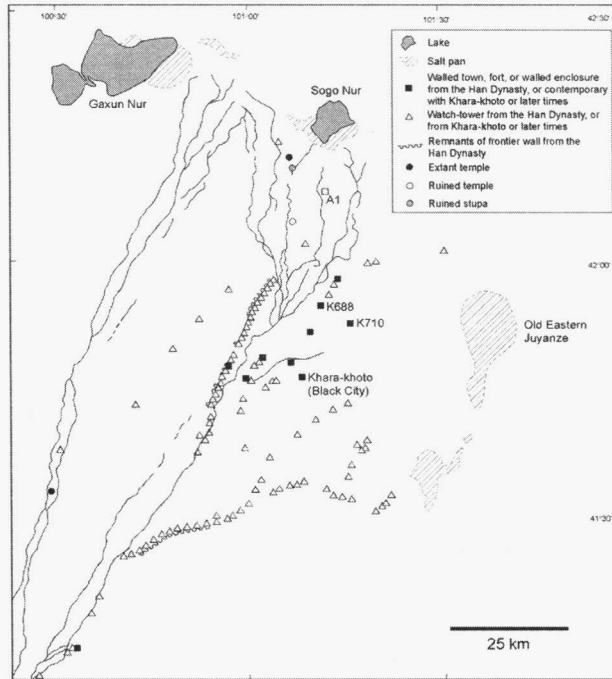 100°30'
101°00'
101°30'
42°30'
Lake
Salt pan
Walled town, fort, or walled enclosure
from the Han Dynasty, or contemporary
with Khara-khoto or later times
Watch-tower from the Han Dynasty, or
from Khara-khoto or later times
Remnants of frontier wall from the
Han Dynasty
Extant temple
Ruined temple
Ruined stupa
Gaxun Nur
Sogo Nur
A1
42°00'
K688
K710
Old Eastern
Juyanze
Khara-khoto
(Black City)
41°30'
25 km